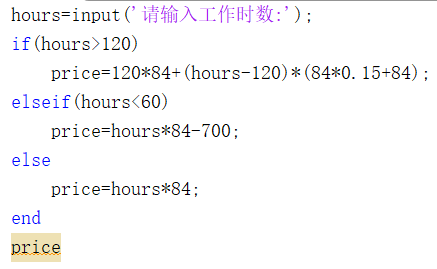 hours=input('请输入工作时数:');
if(hours>120)
    price=120*84+(hours-120)*(84*0.15+84);
elseif(hours<60)
    price=hours*84-700;
else
    price=hours*84;
end
price